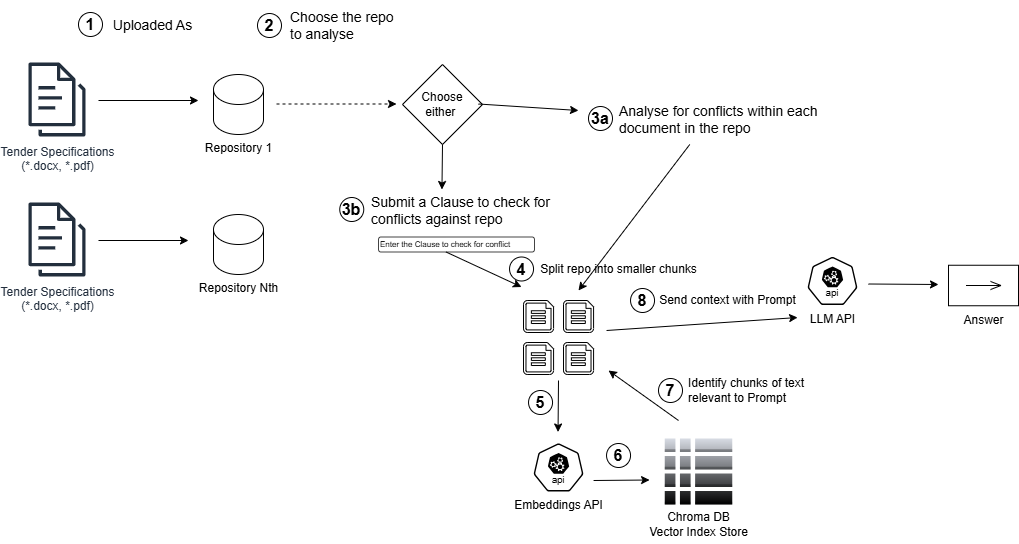 1 Uploaded As
2 Choose the repo
to analyse
Tender Specifications
(*.docx, *.pdf)
Repository 1
Choose
either
3a Analyse for conflicts within each
document in the repo
3b Submit a Clause to check for
conflicts against repo
Enter the Clause to check for conflict
Tender Specifications
(*.docx, *.pdf)
Repository Nth
4 Split repo into smaller chunks
8 Send context with Prompt
api
LLM API
Answer
7 Identify chunks of text
relevant to Prompt
5
api
Embeddings API
6
Chroma DB
Vector Index Store